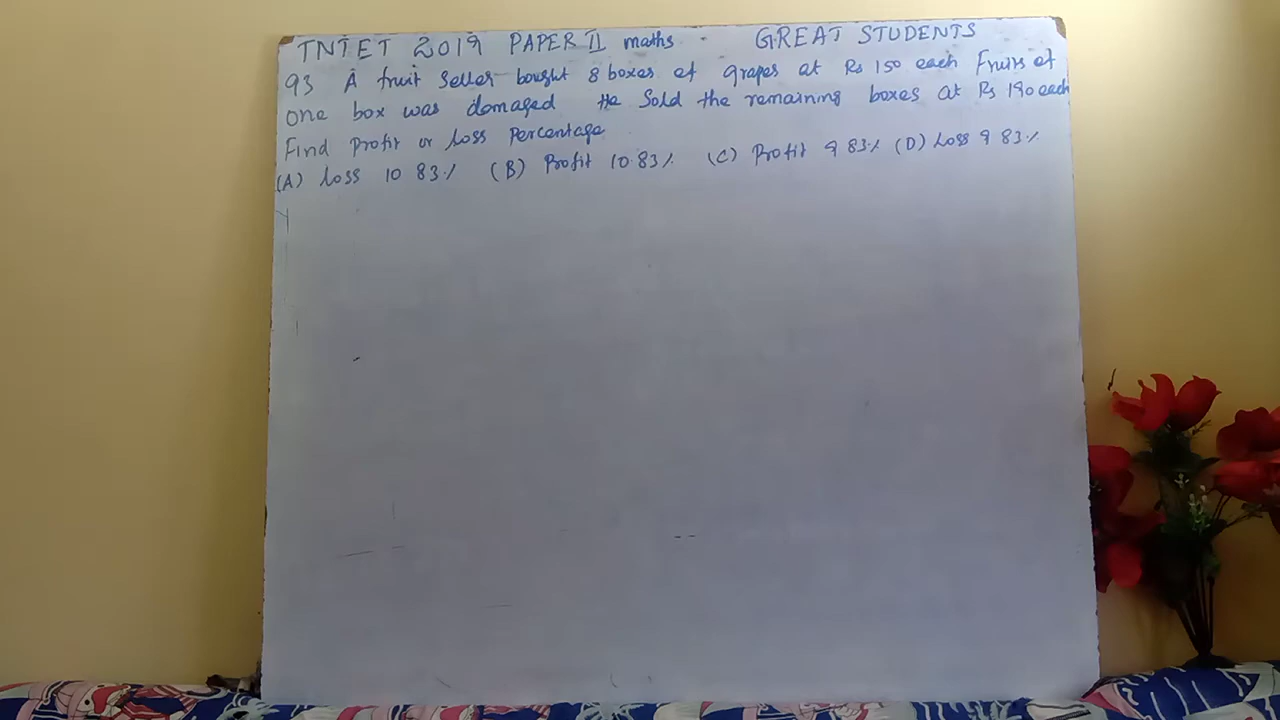 TNTET 2019 PAPER II maths - GREAT STUDENTS
93 A fruit Seller bought 8 boxes of grapes at Rs 150 each Fruits of
one box was damaged He Sold the remaining boxes at Rs 190 each
Find Profit or loss Percentage
(A) Loss 10 83% (B) Profit 10.83% (C) Profit 9 83% (D) Loss 9 83%